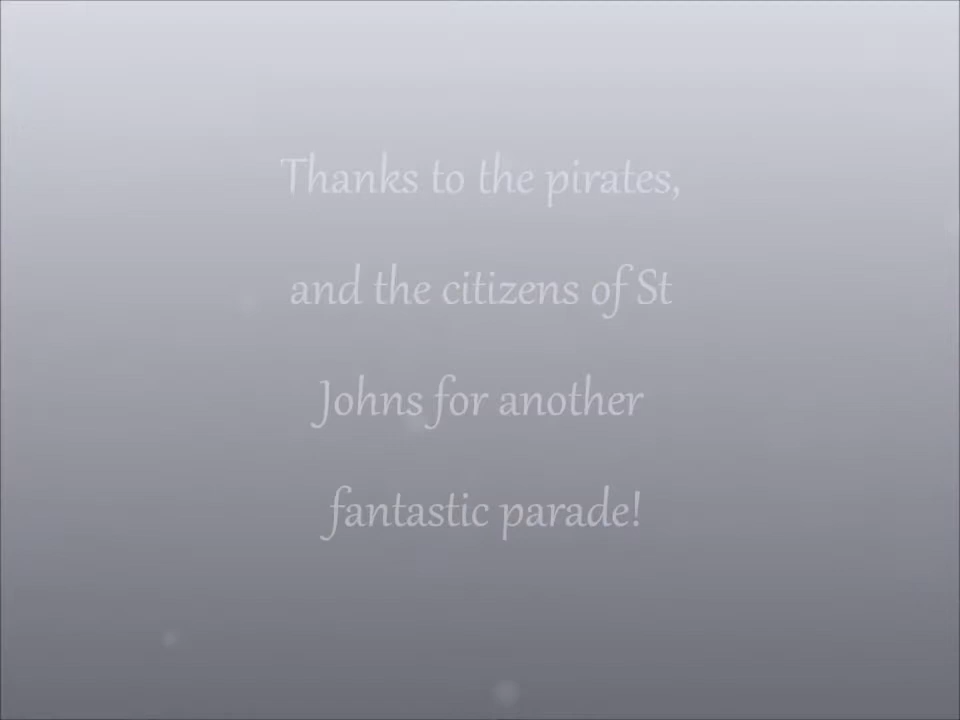 Thanks to the pirates,
and the citizens of St
Johns for another
fantastic parade!